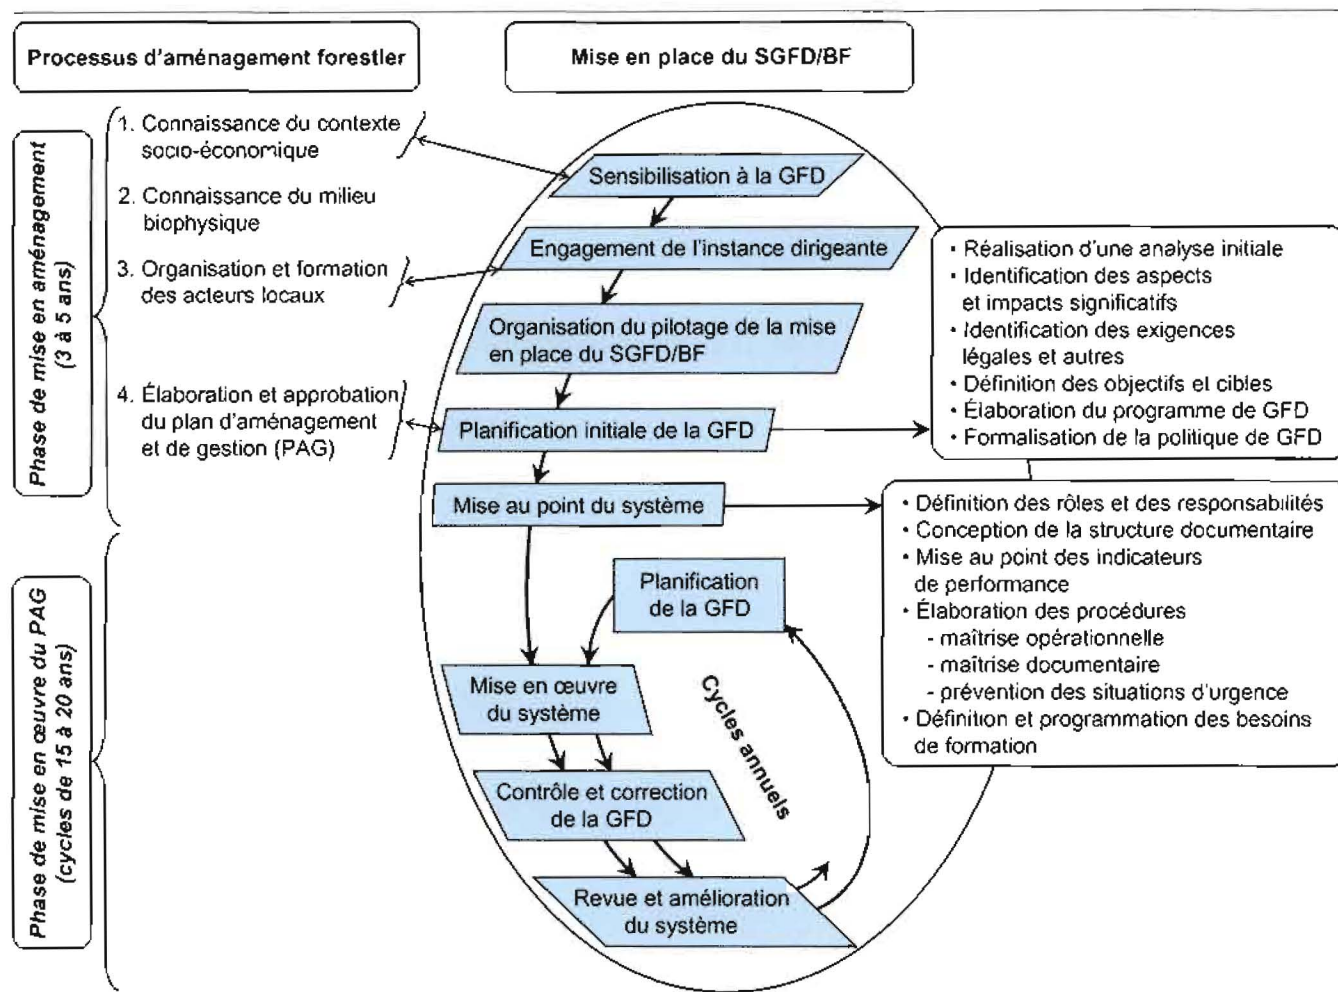 Processus d'aménagement forestier
Mise en place du SGFD/BF
Phase de mise en aménagement
(3 à 5 ans)
1. Connaissance du contexte
socio-économique
2. Connaissance du milieu
biophysique
3. Organisation et formation
des acteurs locaux
4. Élaboration et approbation
du plan d'aménagement
et de gestion (PAG)
Phase de mise en œuvre du PAG
(cycles de 15 à 20 ans)
Sensibilisation à la GFD
Engagement de l'instance dirigeante
Organisation du pilotage de la mise
en place du SGFD/BF
Planification initiale de la GFD
Mise au point du système
Planification
de la GFD
Mise en œuvre
du système
Contrôle et correction
de la GFD
Revue et amélioration
du système
Cycles annuels
• Réalisation d'une analyse initiale
• Identification des aspects
et impacts significatifs
• Identification des exigences
légales et autres
• Définition des objectifs et cibles
• Élaboration du programme de GFD
• Formalisation de la politique de GFD
• Définition des rôles et des responsabilités
• Conception de la structure documentaire
• Mise au point des indicateurs
de performance
• Élaboration des procédures
- maîtrise opérationnelle
- maîtrise documentaire
- prévention des situations d'urgence
• Définition et programmation des besoins
de formation